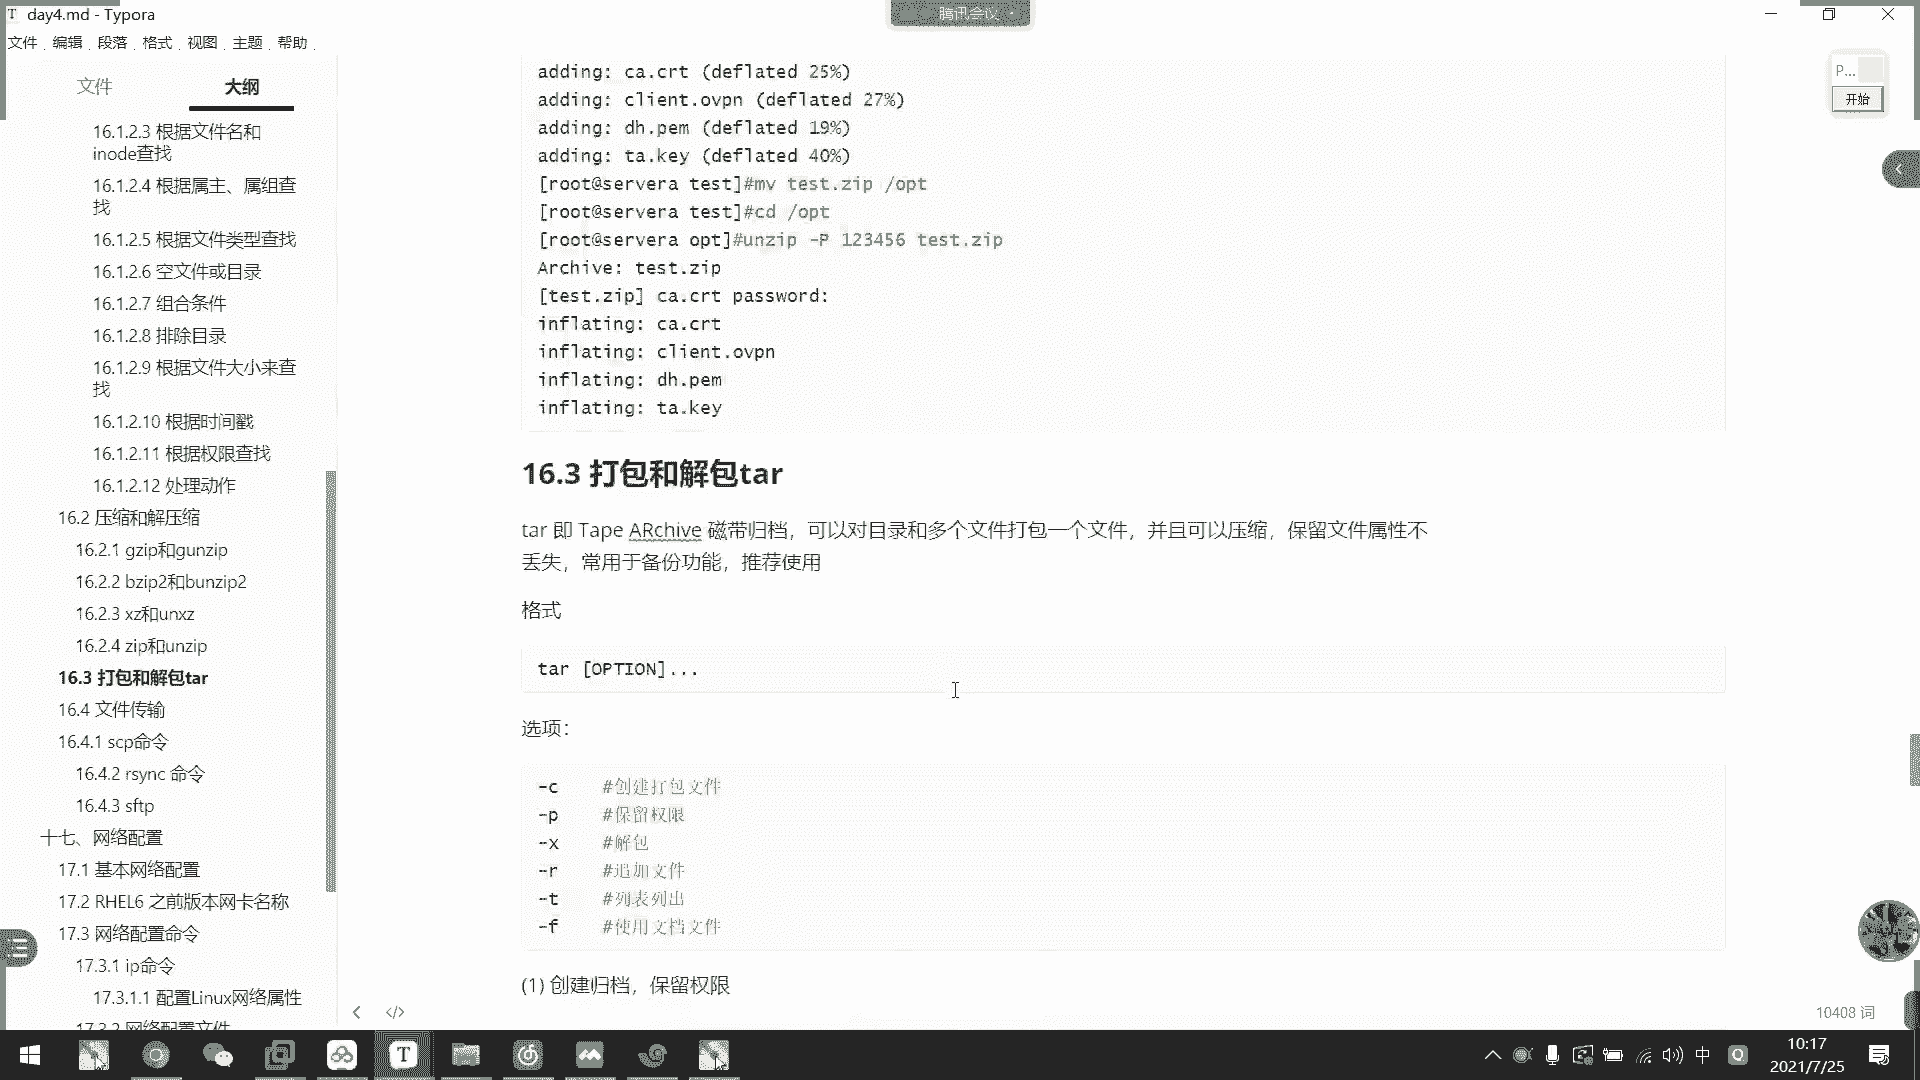 day4.md - Typora
腾讯会议
文件 编辑 段落 格式 视图 主题 帮助
文件
大纲
16.1.2.3 根据文件名和
inode查找
16.1.2.4 根据属主、属组查
找
16.1.2.5 根据文件类型查找
16.1.2.6 空文件或目录
16.1.2.7 组合条件
16.1.2.8 排除目录
16.1.2.9 根据文件大小来查
找
16.1.2.10 根据时间戳
16.1.2.11 根据权限查找
16.1.2.12 处理动作
16.2 压缩和解压缩
16.2.1 gzip和gunzip
16.2.2 bzip2和bunzip2
16.2.3 xz和unxz
16.2.4 zip和unzip
16.3 打包和解包tar
16.4 文件传输
16.4.1 scp命令
16.4.2 rsync 命令
16.4.3 sftp
十七、网络配置
17.1 基本网络配置
17.2 RHEL6 之前版本网卡名称
17.3 网络配置命令
17.3.1 ip命令
17.3.1.1 配置Linux网络属性
17.3.2 网络配置文件
adding: ca.crt (deflated 25%)
adding: client.ovpn (deflated 27%)
adding: dh.pem (deflated 19%)
adding: ta.key (deflated 40%)
[root@servera test]#mv test.zip /opt
[root@servera test]#cd /opt
[root@servera opt]#unzip -P 123456 test.zip
Archive: test.zip
[test.zip] ca.crt password:
inflating: ca.crt
inflating: client.ovpn
inflating: dh.pem
inflating: ta.key
16.3 打包和解包tar
tar 即 Tape ARchive 磁带归档，可以对目录和多个文件打包一个文件，并且可以压缩，保留文件属性不
丢失，常用于备份功能，推荐使用
格式
tar [OPTION]...
选项：
-c #创建打包文件
-p #保留权限
-x #解包
-r #追加文件
-t #列表列出
-f #使用文档文件
(1) 创建归档，保留权限
P...
开始
10408 词
中
10:17
2021/7/25